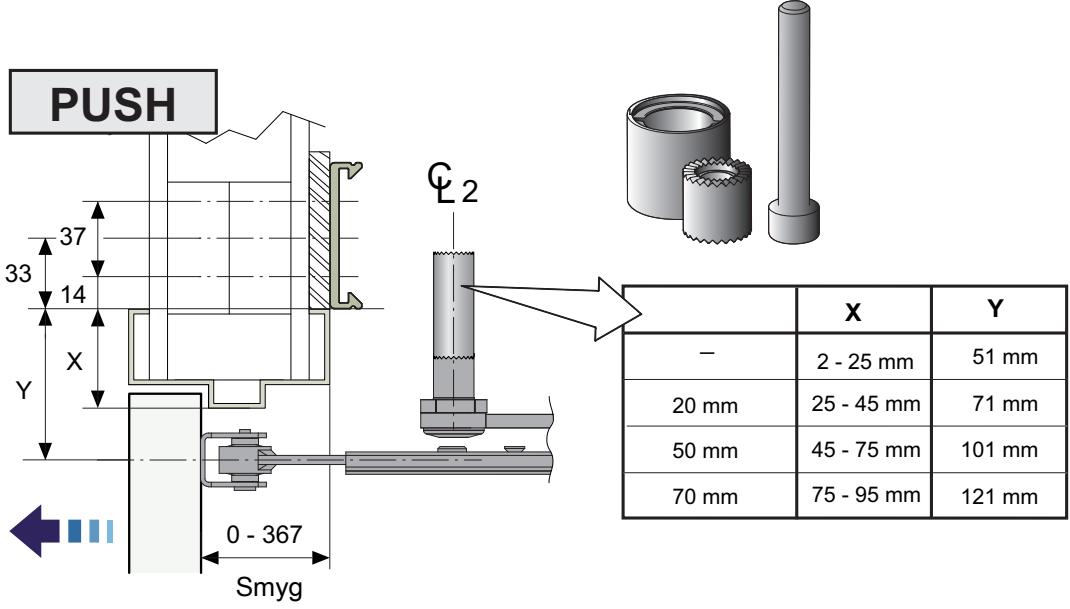 PUSH
℄ 2
37
33
14
X
Y
0 - 367
Smyg
X Y
– 2 - 25 mm 51 mm
20 mm 25 - 45 mm 71 mm
50 mm 45 - 75 mm 101 mm
70 mm 75 - 95 mm 121 mm